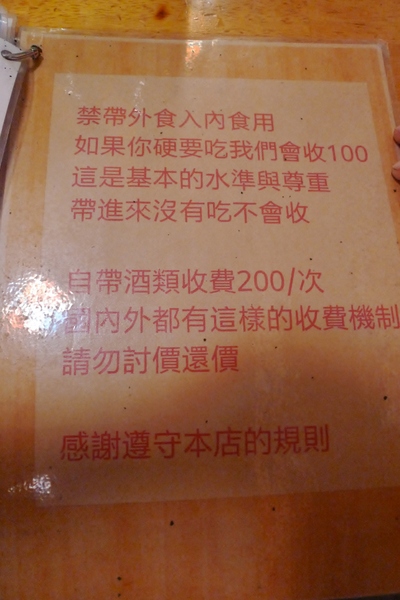 禁帶外食入內食用
如果你硬要吃我們會收100
這是基本的水準與尊重
帶進來沒有吃不會收
自帶酒類收費200/次
國內外都有這樣的收費機制
請勿討價還價
感謝遵守本店的規則